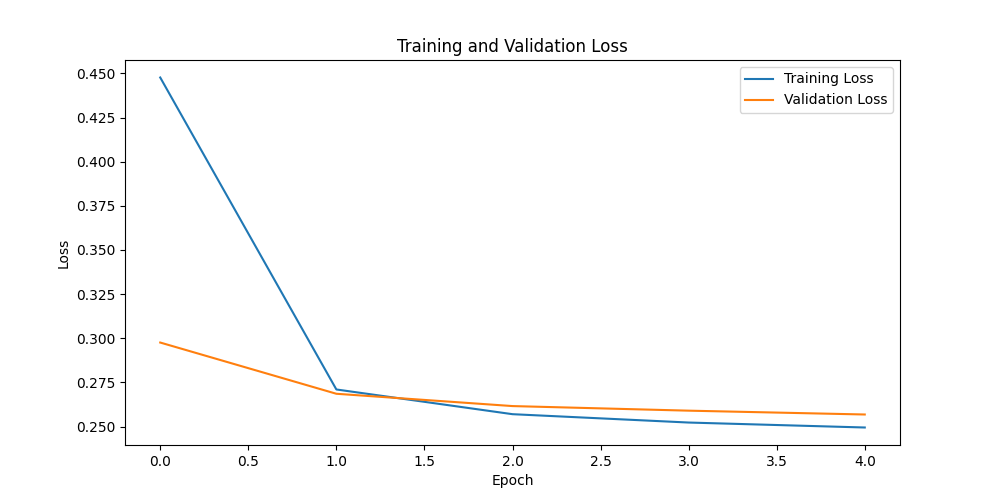 Training and Validation Loss
Training Loss
Validation Loss
0.450
0.425
0.400
0.375
0.350
0.325
0.300
0.275
0.250
Loss
0.0 0.5 1.0 1.5 2.0 2.5 3.0 3.5 4.0
Epoch